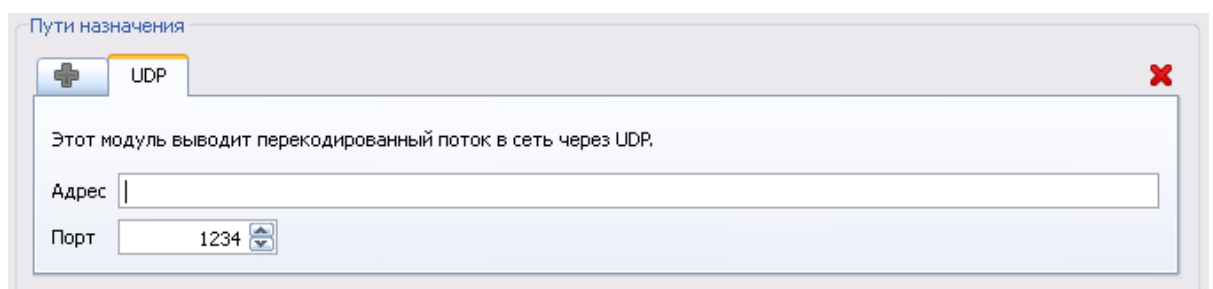 Пути назначения
UDP
Этот модуль выводит перекодированный поток в сеть через UDP.
Адрес
Порт 1234